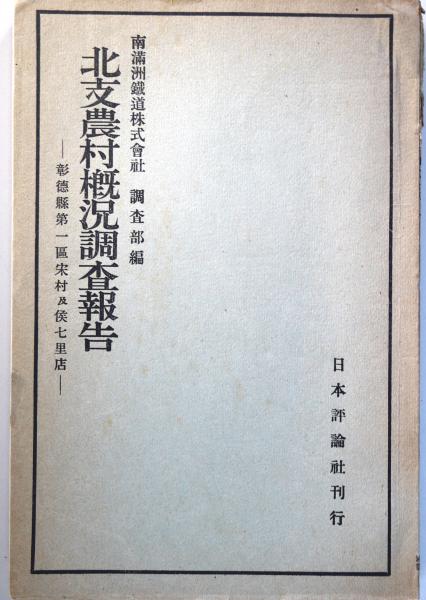 南滿洲鐵道株式會社 調査部編
北支農村概況調査報告
―彰德縣第一區宋村及侯七里店―
日本評論社刊行